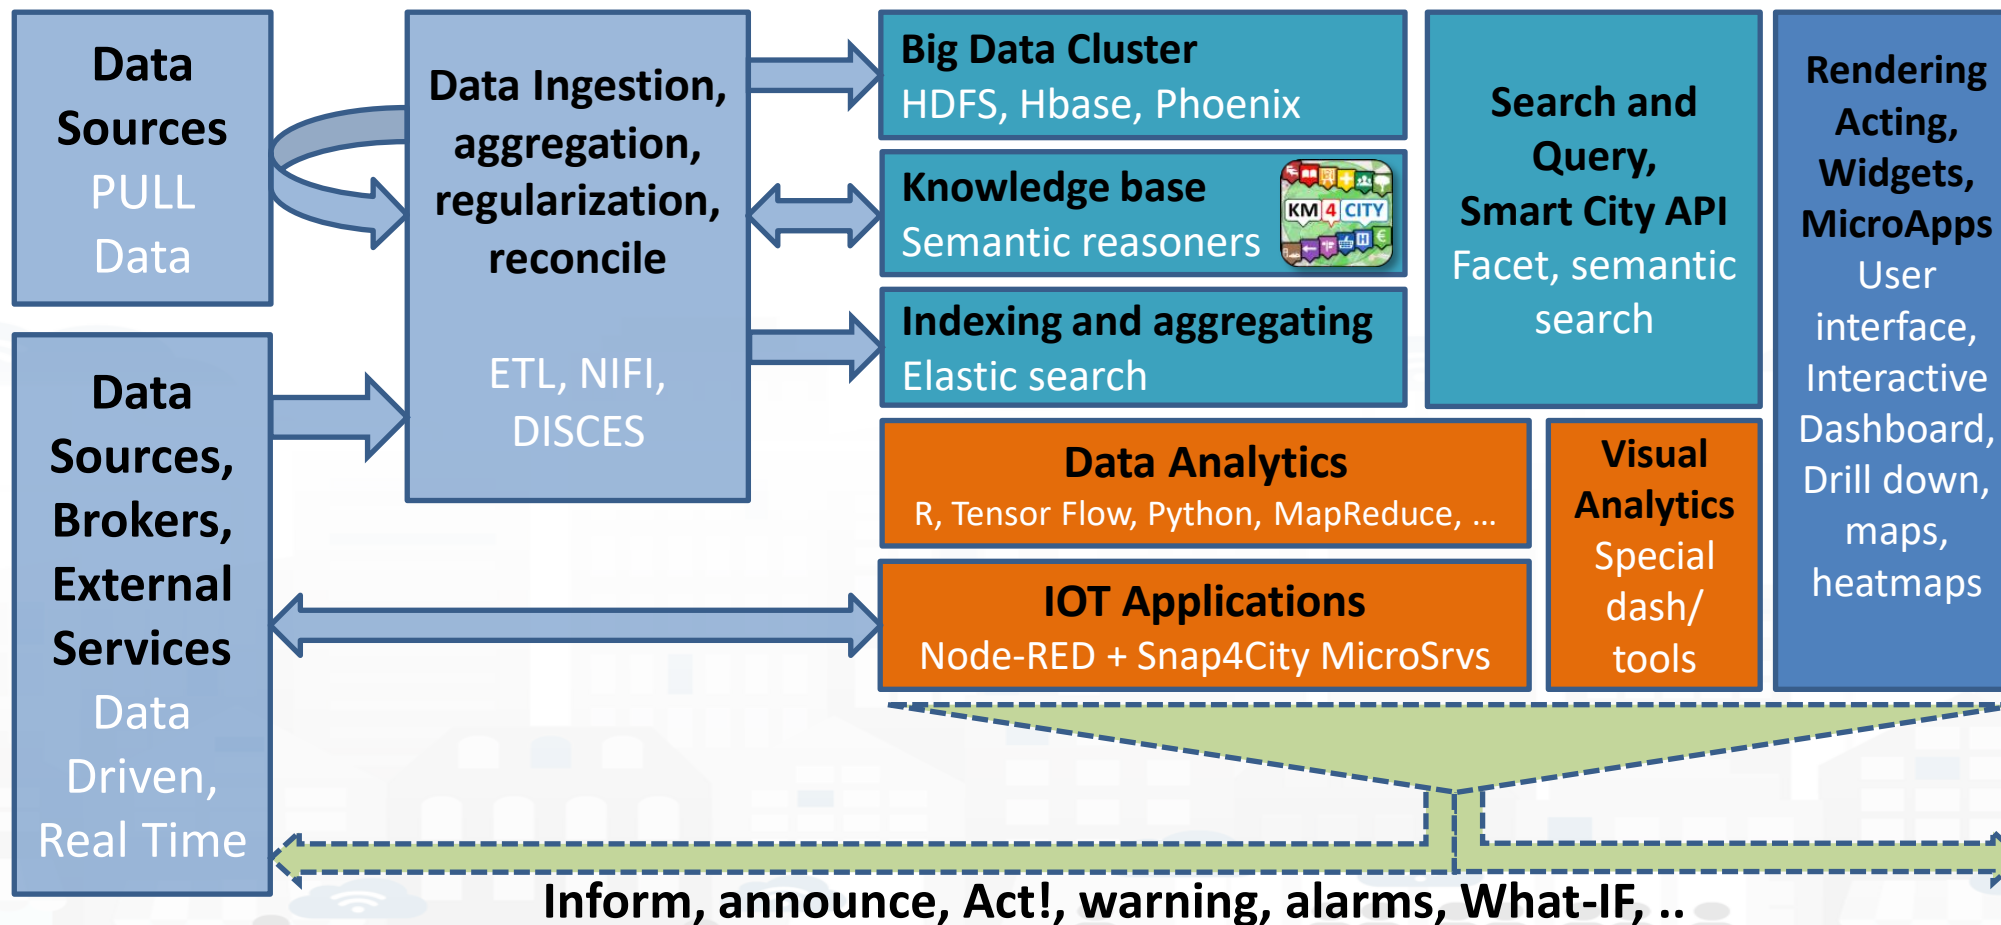 Data
Sources
PULL
Data
Data
Sources,
Brokers,
External
Services
Data
Driven,
Real Time
Data Ingestion,
aggregation,
regularization,
reconcile
ETL, NIFI,
DISCES
Big Data Cluster
HDFS, Hbase, Phoenix
Knowledge base
Semantic reasoners
KM 4 CITY
Indexing and aggregating
Elastic search
Search and
Query,
Smart City API
Facet, semantic
search
Data Analytics
R, Tensor Flow, Python, MapReduce, ...
IOT Applications
Node-RED + Snap4City MicroSrvs
Visual
Analytics
Special
dash/
tools
Rendering
Acting,
Widgets,
MicroApps
User
interface,
Interactive
Dashboard,
Drill down,
maps,
heatmaps
Inform, announce, Act!, warning, alarms, What-IF, ..